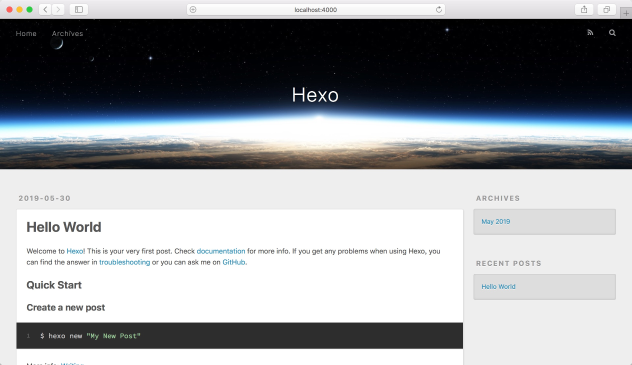 localhost:4000
Home Archives
Hexo
2019-05-30
Hello World
Welcome to Hexo! This is your very first post. Check documentation for more info. If you get any problems when using Hexo, you
can find the answer in troubleshooting or you can ask me on GitHub.
Quick Start
Create a new post
1 $ hexo new "My New Post"
More info: Writing
ARCHIVES
May 2019
RECENT POSTS
Hello World